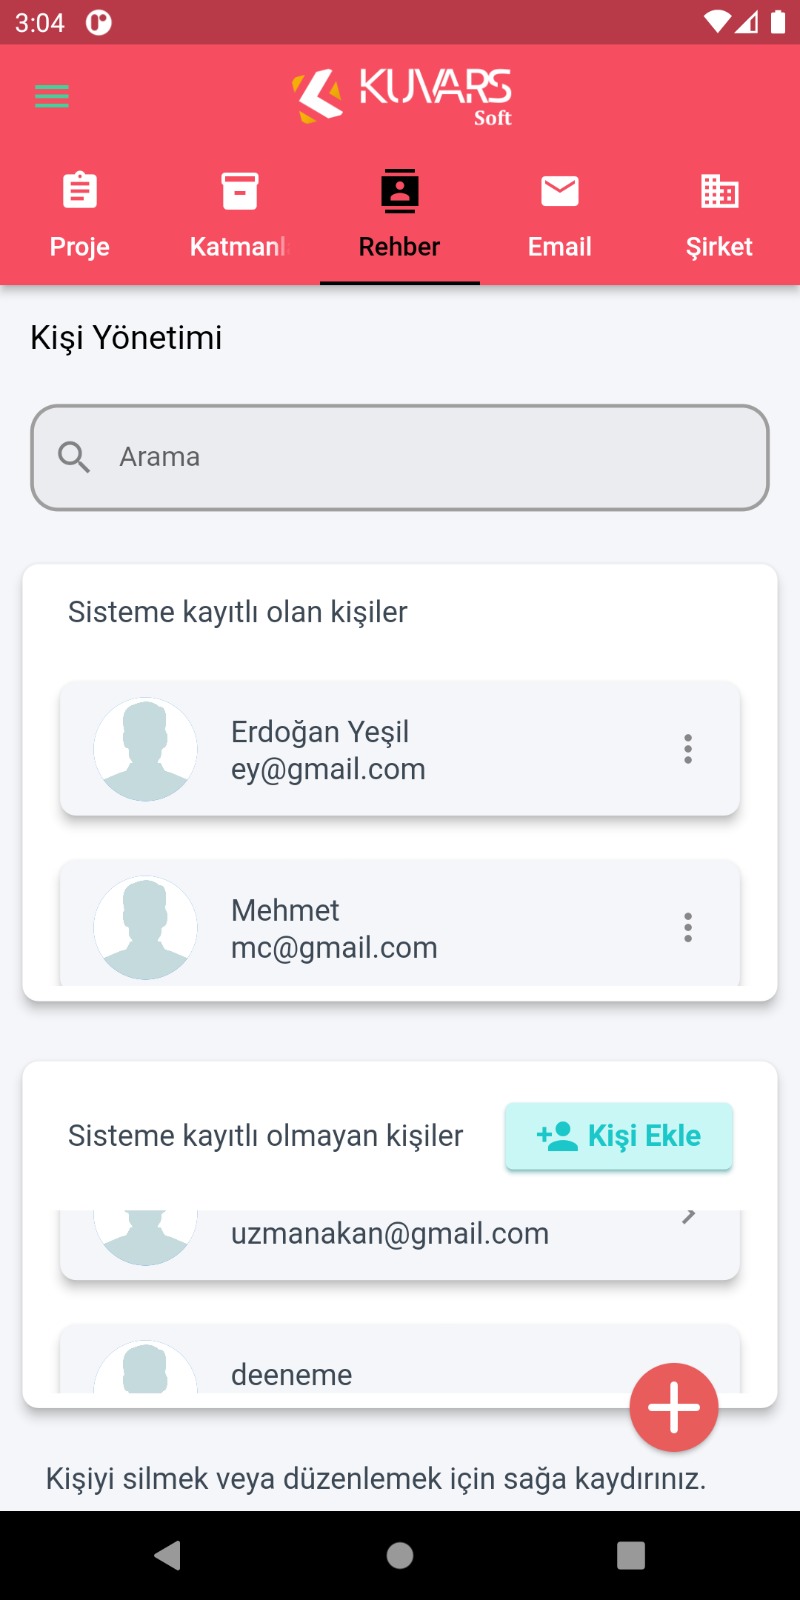 3:04
KUVARS
Soft
Proje
Katmanl
Rehber
Email
Şirket
Kişi Yönetimi
Arama
Sisteme kayıtlı olan kişiler
Erdoğan Yeşil
ey@gmail.com
Mehmet
mc@gmail.com
Sisteme kayıtlı olmayan kişiler
Kişi Ekle
uzmanakan@gmail.com
deeneme
Kişiyi silmek veya düzenlemek için sağa kaydırınız.